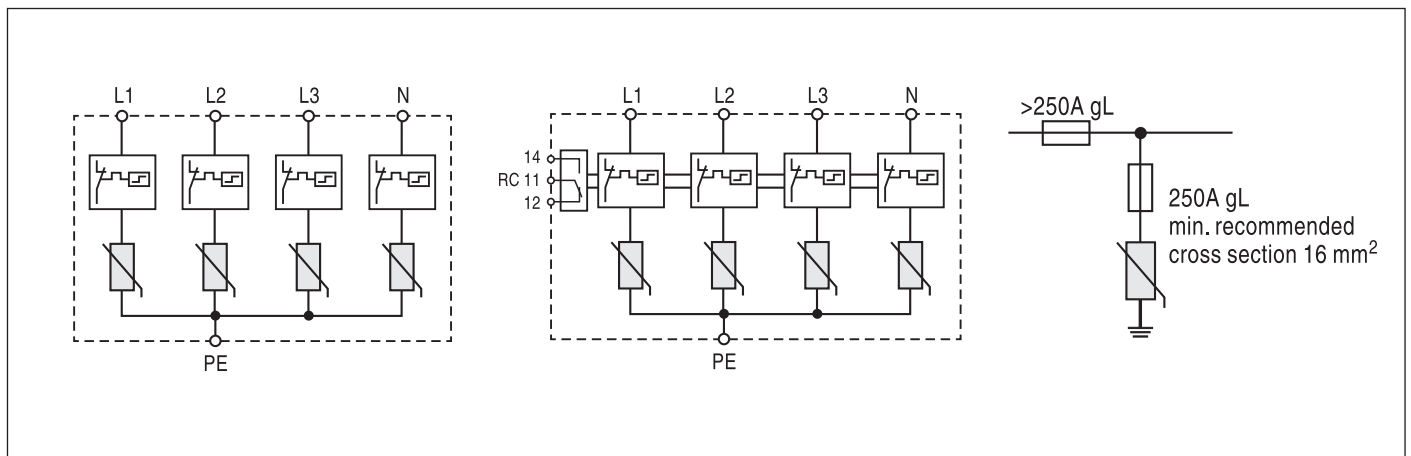 L1 L2 L3 N
PE
L1 L2 L3 N
14
RC 11
12
PE
>250A gL
250A gL
min. recommended
cross section 16 mm²